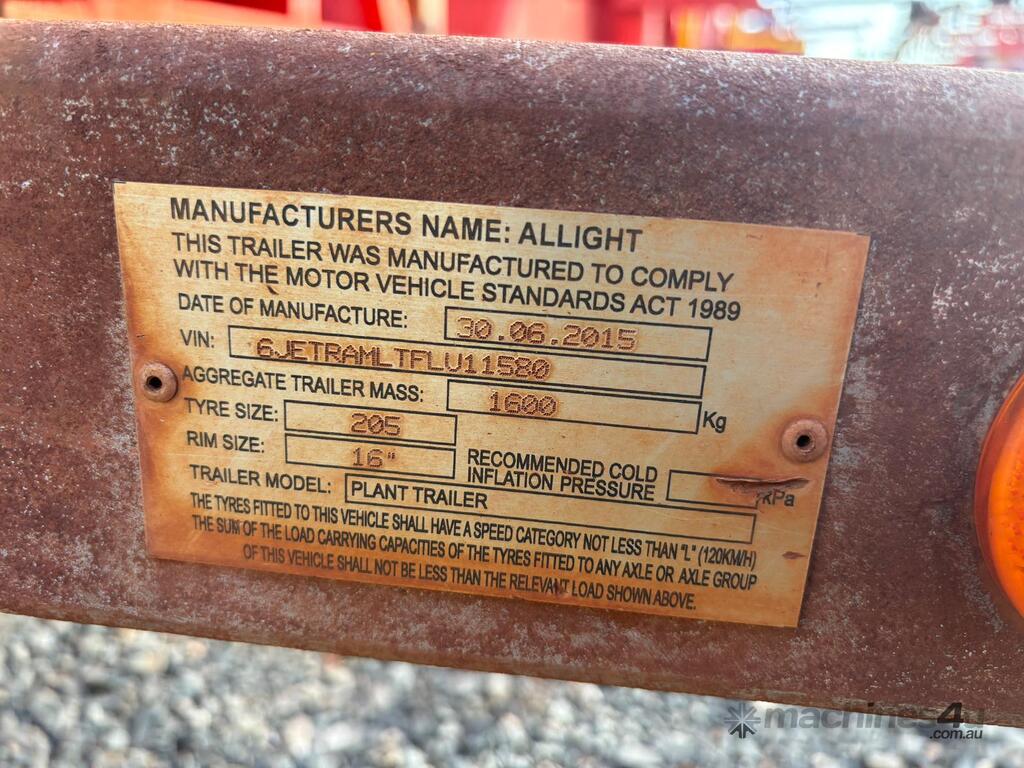 MANUFACTURERS NAME: ALLIGHT
THIS TRAILER WAS MANUFACTURED TO COMPLY
WITH THE MOTOR VEHICLE STANDARDS ACT 1989
DATE OF MANUFACTURE: 30.06.2015
VIN: 6JETRAMLTFLU11580
AGGREGATE TRAILER MASS: 1600 Kg
TYRE SIZE: 205
RIM SIZE: 16"
RECOMMENDED COLD
INFLATION PRESSURE kPa
TRAILER MODEL: PLANT TRAILER
THE TYRES FITTED TO THIS VEHICLE SHALL HAVE A SPEED CATEGORY NOT LESS THAN "L" (120KM/H)
THE SUM OF THE LOAD CARRYING CAPACITIES OF THE TYRES FITTED TO ANY AXLE OR AXLE GROUP
OF THIS VEHICLE SHALL NOT BE LESS THAN THE RELEVANT LOAD SHOWN ABOVE.
machines4u
.com.au